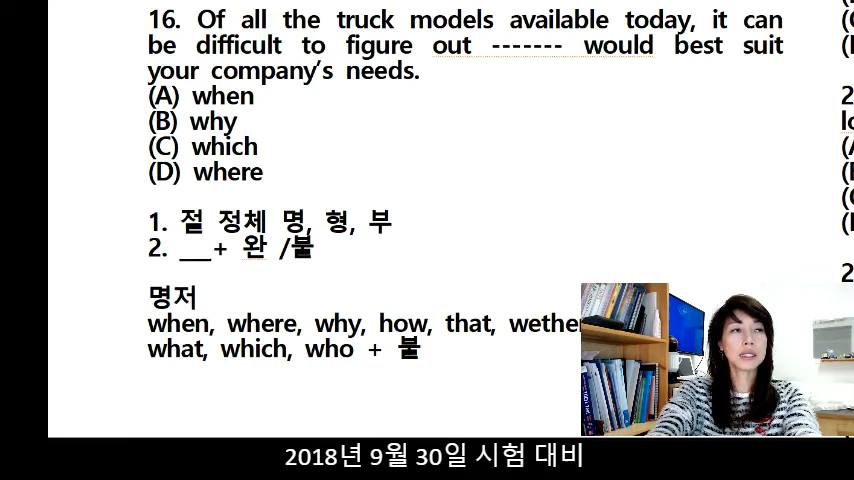 16. Of all the truck models available today, it can
be difficult to figure out ------- would best suit
your company's needs.
(A) when
(B) why
(C) which
(D) where
1. 절 정체 명, 형, 부
2. ___+ 완 /불
명저
when, where, why, how, that, wethe
what, which, who + 불
2018년 9월 30일 시험 대비